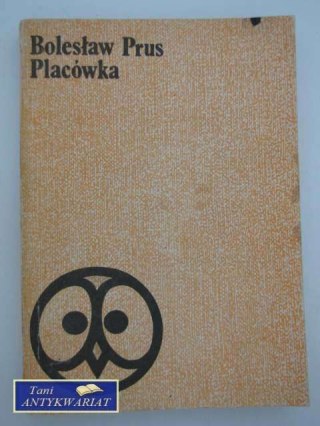 Bolesław Prus
Placówka
Tani
ANTYKWARIAT